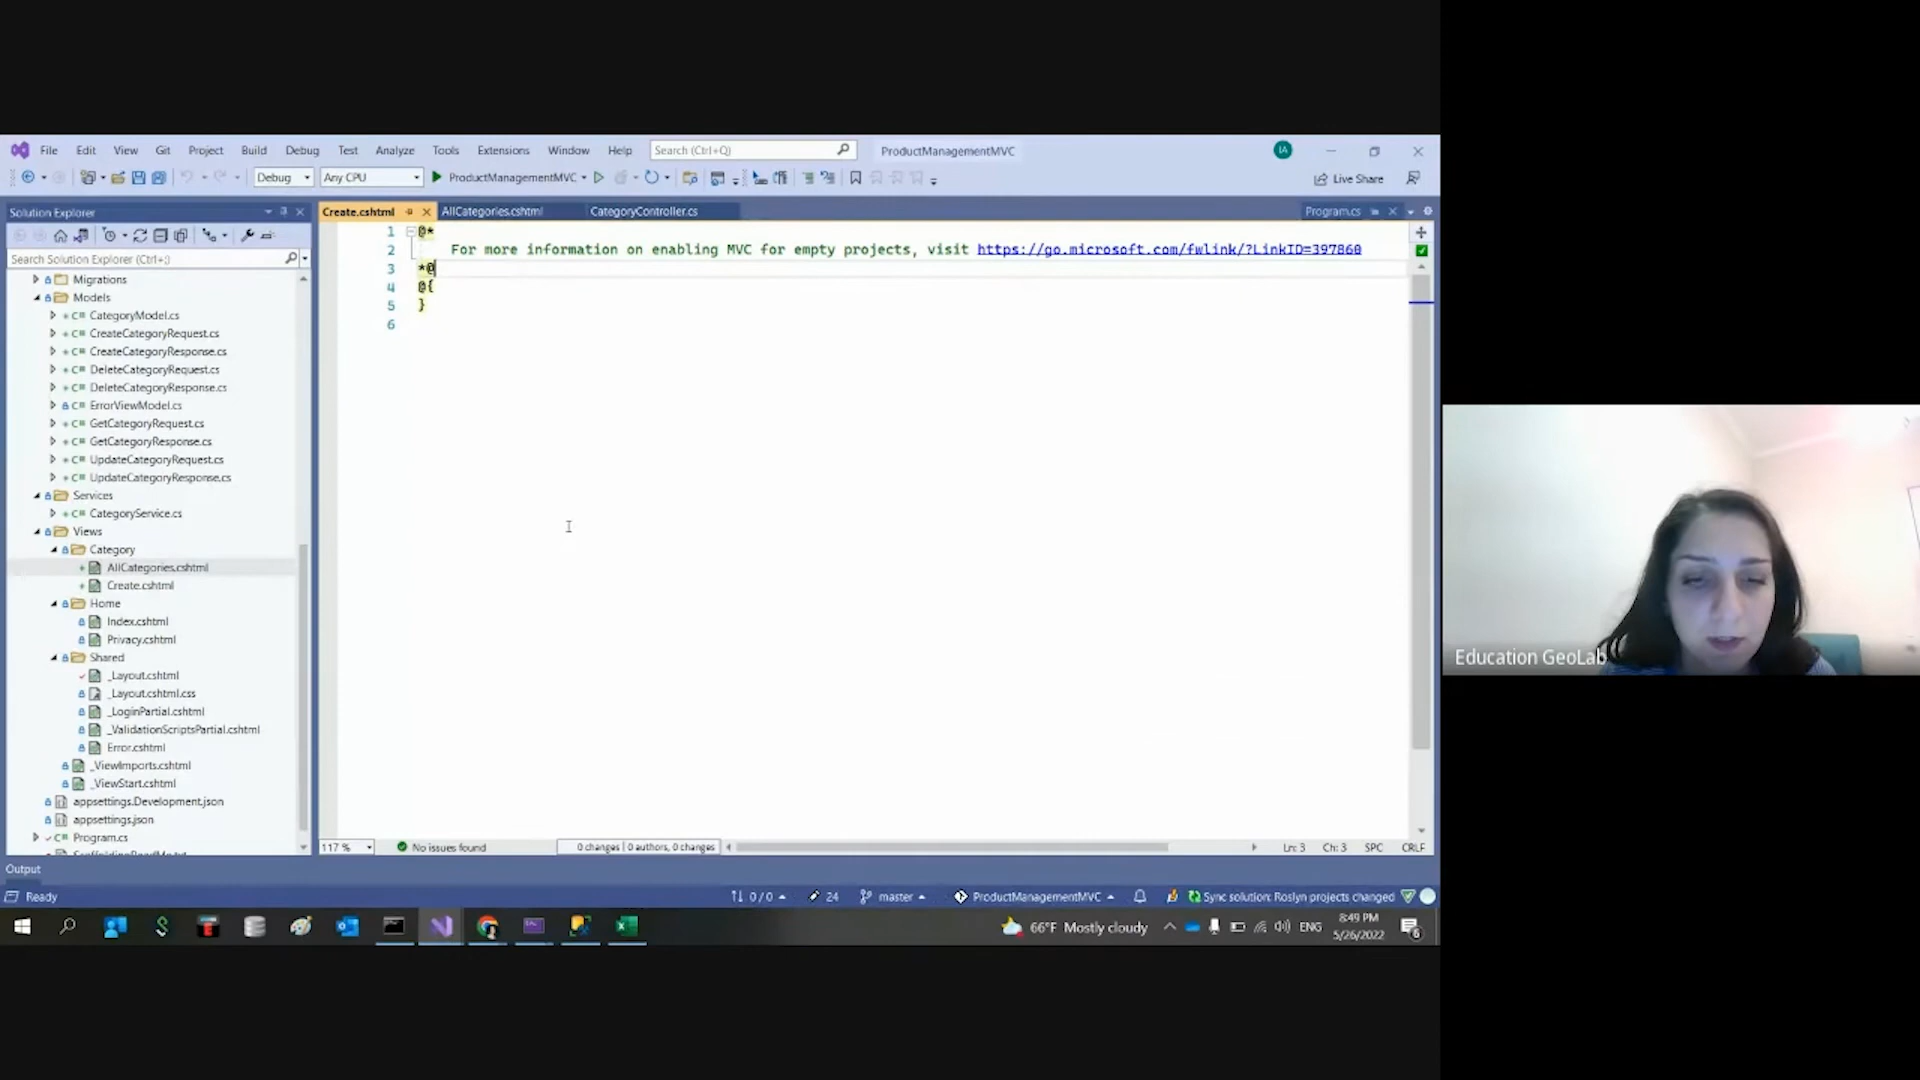 File Edit View Git Project Build Debug Test Analyze Tools Extensions Window Help Search (Ctrl+Q) ProductManagementMVC IA
Debug Any CPU ProductManagementMVC Live Share
Solution Explorer
Search Solution Explorer (Ctrl+;)
Migrations
Models
C# CategoryModel.cs
C# CreateCategoryRequest.cs
C# CreateCategoryResponse.cs
C# DeleteCategoryRequest.cs
C# DeleteCategoryResponse.cs
C# ErrorViewModel.cs
C# GetCategoryRequest.cs
C# GetCategoryResponse.cs
C# UpdateCategoryRequest.cs
C# UpdateCategoryResponse.cs
Services
C# CategoryService.cs
Views
Category
AllCategories.cshtml
Create.cshtml
Home
Index.cshtml
Privacy.cshtml
Shared
_Layout.cshtml
_Layout.cshtml.css
_LoginPartial.cshtml
_ValidationScriptsPartial.cshtml
Error.cshtml
_ViewImports.cshtml
_ViewStart.cshtml
appsettings.Development.json
appsettings.json
C# Program.cs
Create.cshtml AllCategories.cshtml CategoryController.cs Program.cs
1 @*
2 For more information on enabling MVC for empty projects, visit https://go.microsoft.com/fwlink/?LinkID=397860
3 *@
4 @{
5 }
6
117 % No issues found 0 changes | 0 authors, 0 changes Ln: 3 Ch: 3 SPC CRLF
Output
Ready 0 / 0 24 master ProductManagementMVC Sync solution: Roslyn projects changed
66°F Mostly cloudy ENG 8:49 PM
5/26/2022 6
Education GeoLab